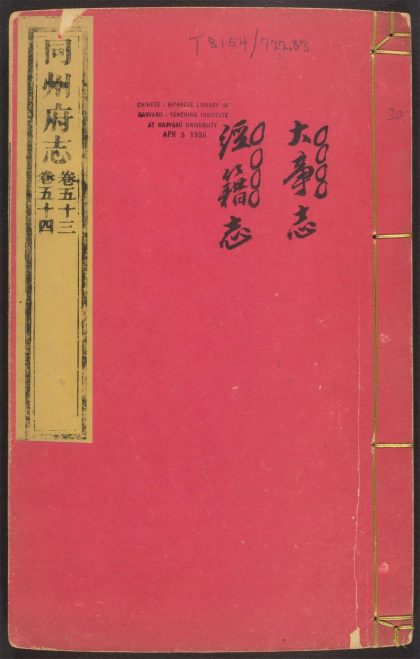 T3154/722.83
20
CHINESE - JAPANESE LIBRARY OF
HARVARD - YENCHING INSTITUTE
AT HARVARD UNIVERSITY
APR 5 1938
大事志
經籍志
同州府志
卷五十三
卷五十四